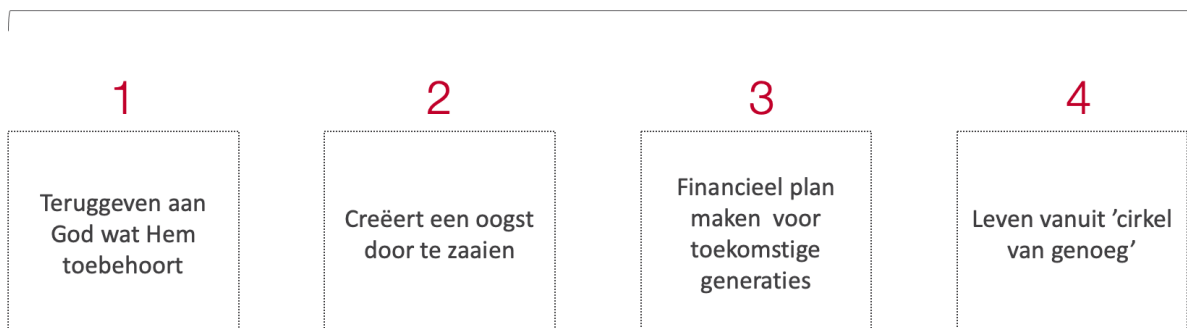 1
Teruggeven aan
God wat Hem
toebehoort
2
Creëert een oogst
door te zaaien
3
Financieel plan
maken  voor
toekomstige
generaties
4
Leven vanuit ’cirkel
van genoeg’